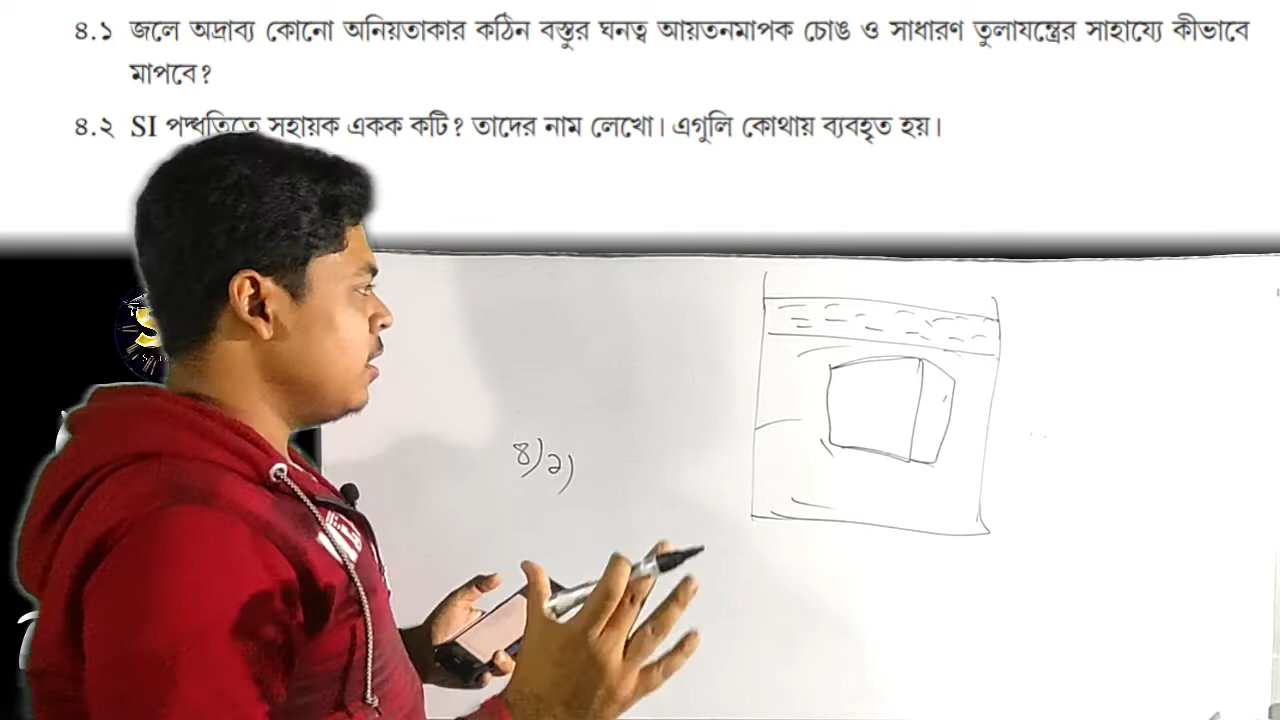 ৪.১ জলে অদ্রাব্য কোনো অনিয়তাকার কঠিন বস্তুর ঘনত্ব আয়তনমাপক চোঙ ও সাধারণ তুলাযন্ত্রের সাহায্যে কীভাবে
মাপবে?
৪.২ SI পদ্ধতিতে সহায়ক একক কটি? তাদের নাম লেখো। এগুলি কোথায় ব্যবহৃত হয়।
৪)২)